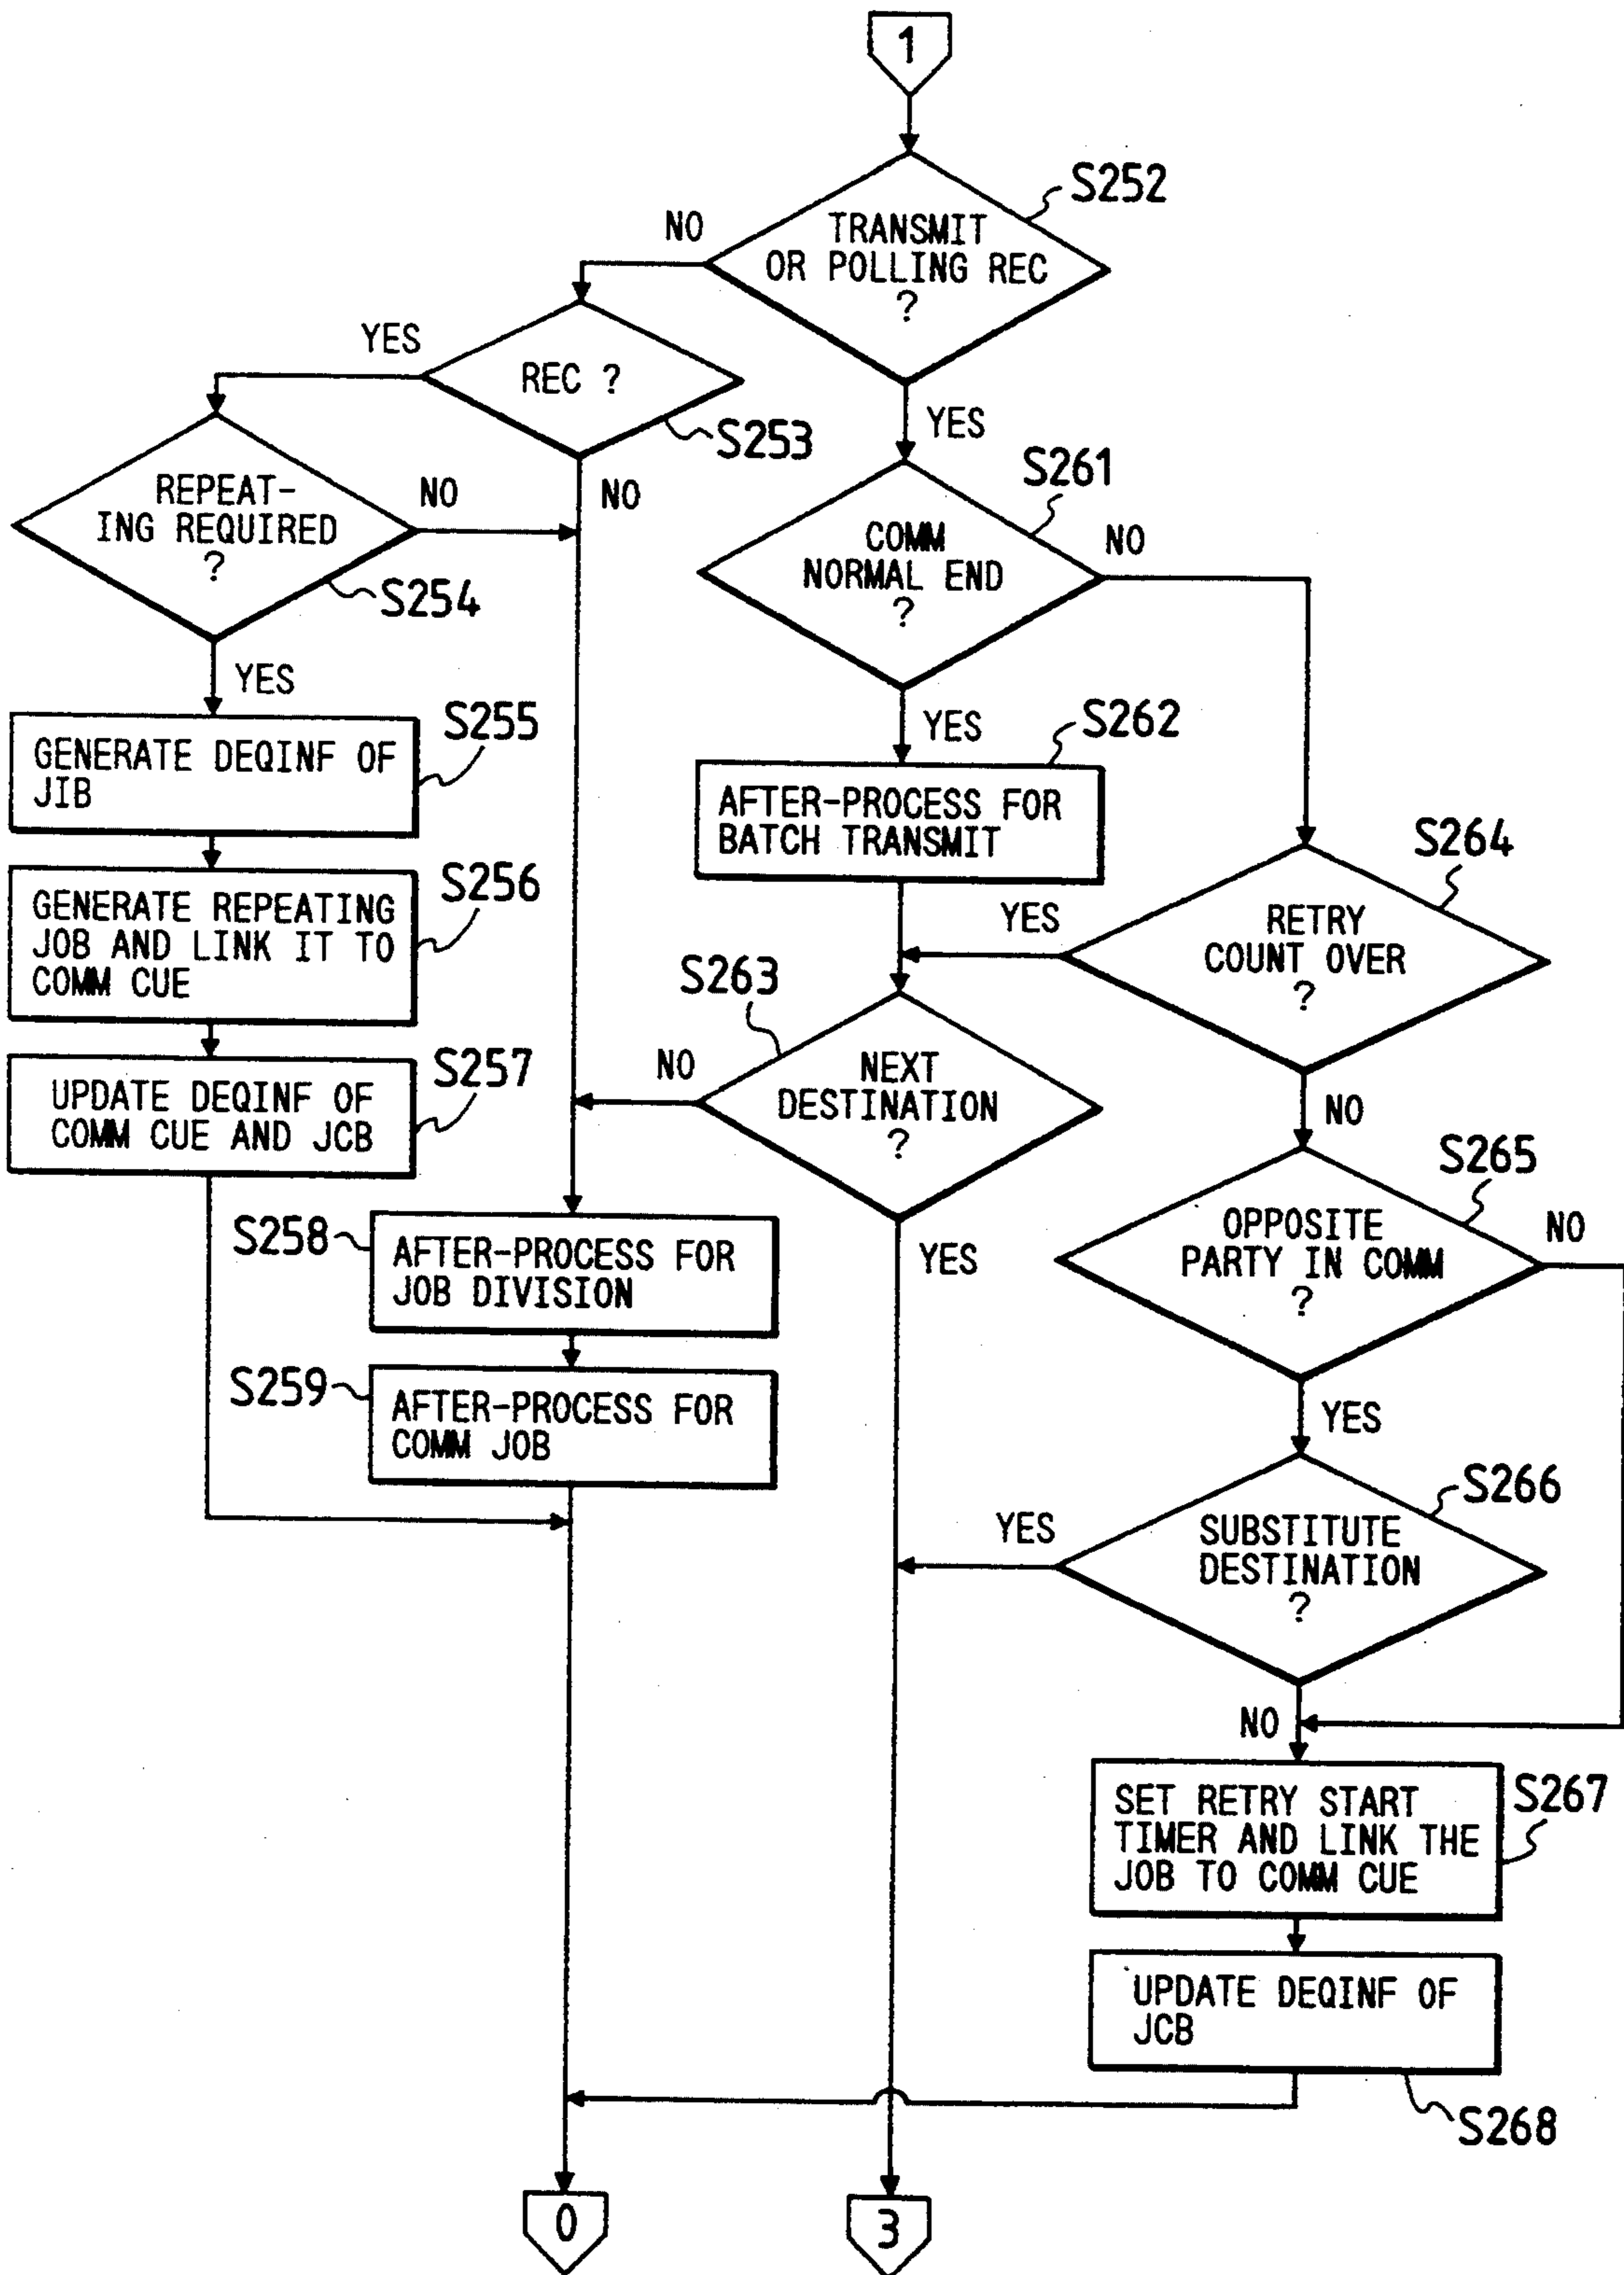 1
S252
TRANSMIT
OR POLLING REC
?
NO
YES
REC ?
S253
YES
NO
REPEAT-
ING REQUIRED
?
S254
NO
YES
S255
GENERATE DEQINF OF
JIB
S256
GENERATE REPEATING
JOB AND LINK IT TO
COMM CUE
S257
UPDATE DEQINF OF
COMM CUE AND JCB
S258
AFTER-PROCESS FOR
JOB DIVISION
S259
AFTER-PROCESS FOR
COMM JOB
S261
COMM
NORMAL END
?
NO
YES
S262
AFTER-PROCESS FOR
BATCH TRANSMIT
S263
NEXT
DESTINATION
?
NO
YES
S264
RETRY
COUNT OVER
?
YES
NO
S265
OPPOSITE
PARTY IN COMM
?
NO
YES
S266
SUBSTITUTE
DESTINATION
?
YES
NO
S267
SET RETRY START
TIMER AND LINK THE
JOB TO COMM CUE
UPDATE DEQINF OF
JCB
S268
0
3